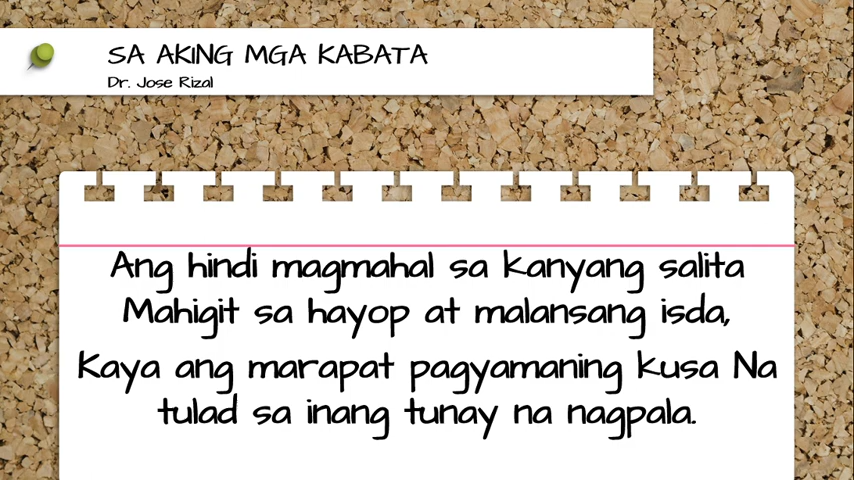 SA AKING MGA KABATA
Dr. Jose Rizal
Ang hindi magmahal sa kanyang salita
Mahigit sa hayop at malansang isda,
Kaya ang marapat pagyamaning kusa Na
tulad sa inang tunay na nagpala.